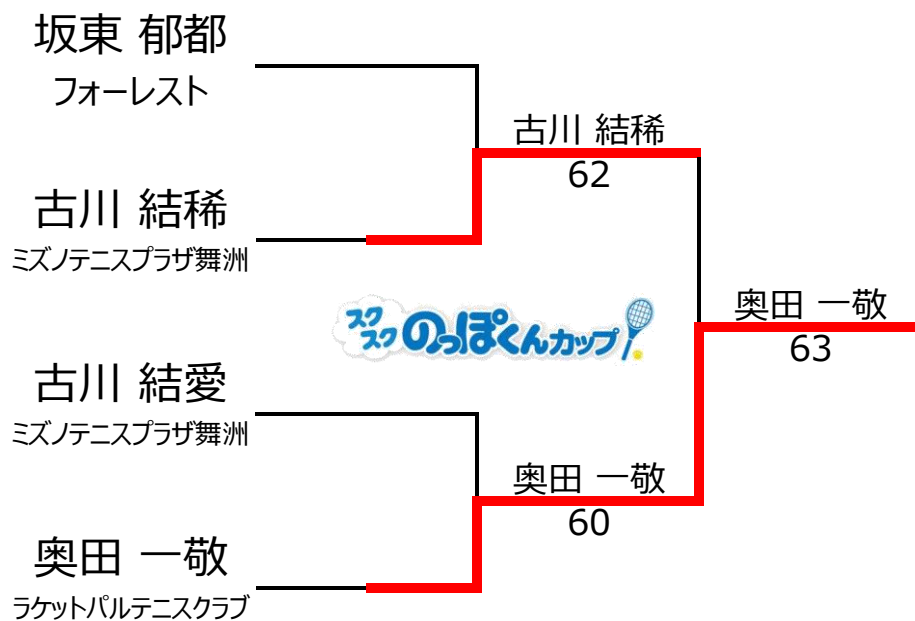 坂東 郁都
フォーレスト
古川 結稀
62
古川 結稀
ミズノテニスプラザ舞洲
スクスク のっぽくんカップ
奥田 一敬
63
古川 結愛
ミズノテニスプラザ舞洲
奥田 一敬
60
奥田 一敬
ラケットパルテニスクラブ